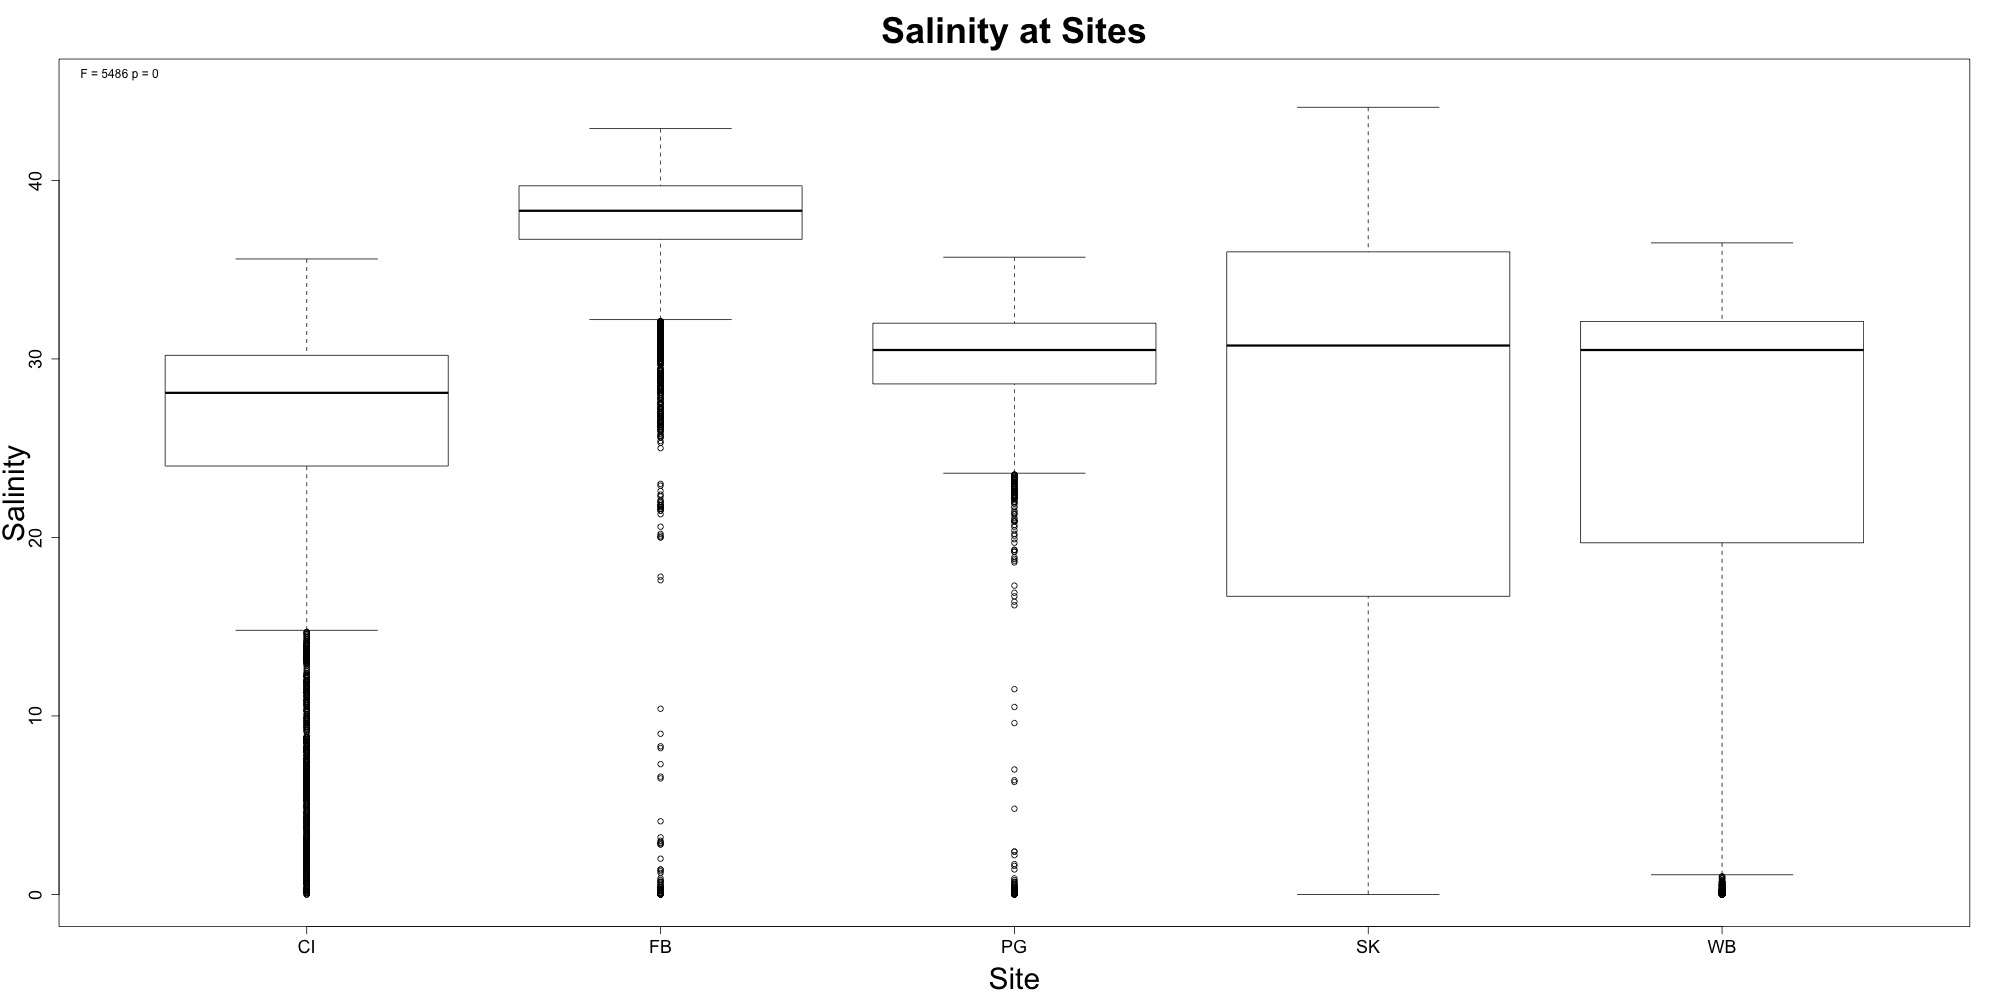 Salinity at Sites
F = 5486 p = 0
40
30
20
10
0
Salinity
CI FB PG SK WB
Site